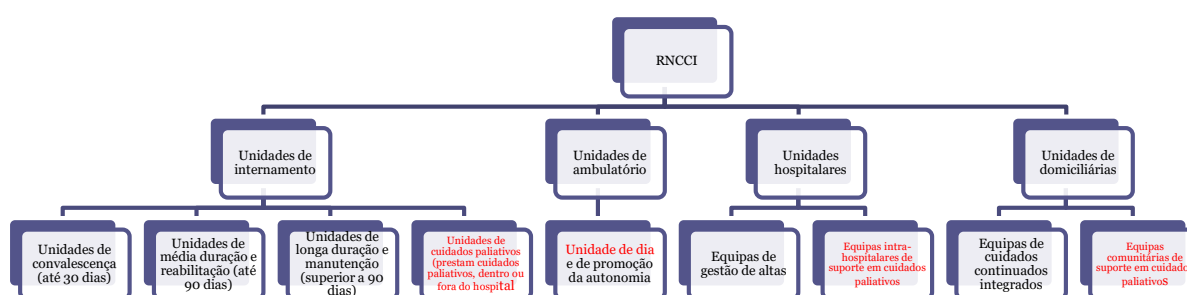 RNCCI
Unidades de
internamento
Unidades de
ambulatório
Unidades
hospitalares
Unidades de
domiciliárias
Unidades de
convalescença
(até 30 dias)
Unidades de
média duração e
reabilitação (até
90 dias)
Unidades de
longa duração e
manutenção
(superior a 90
dias)
Unidades de
cuidados paliativos
(prestam cuidados
paliativos, dentro ou
fora do hospital
Unidade de dia
e de promoção
da autonomia
Equipas de
gestão de altas
Equipas intra-
hospitalares de
suporte em cuidados
paliativos
Equipas de
cuidados
continuados
integrados
Equipas
comunitárias de
suporte em cuidados
paliativos